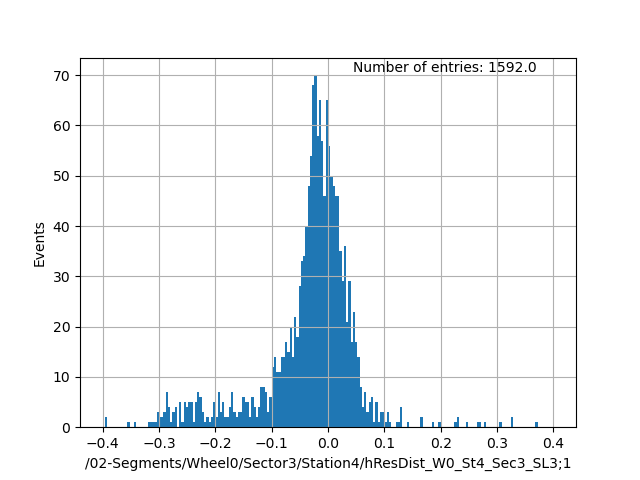 Number of entries: 1592.0
70
60
50
40
30
20
10
0
Events
−0.4 −0.3 −0.2 −0.1 0.0 0.1 0.2 0.3 0.4
/02-Segments/Wheel0/Sector3/Station4/hResDist_W0_St4_Sec3_SL3;1